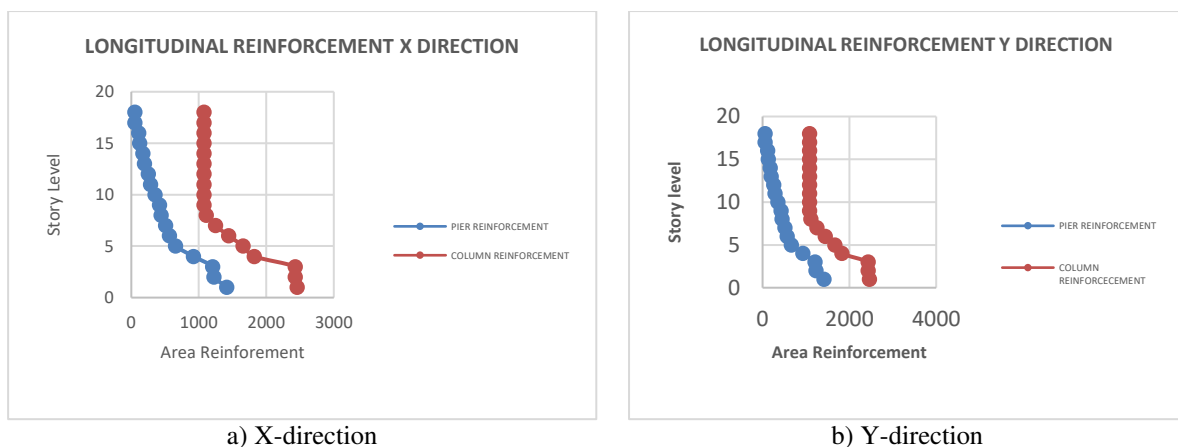 LONGITUDINAL REINFORCEMENT X DIRECTION
20
15
10
5
0
Story Level
0 1000 2000 3000
Area Reinforement
PIER REINFORCEMENT
COLUMN REINFORCEMENT
a) X-direction
LONGITUDINAL REINFORCEMENT Y DIRECTION
20
15
10
5
0
Story level
0 2000 4000
Area Reinforcement
PIER REINFORCEMENT
COLUMN
REINFORCECEMENT
b) Y-direction